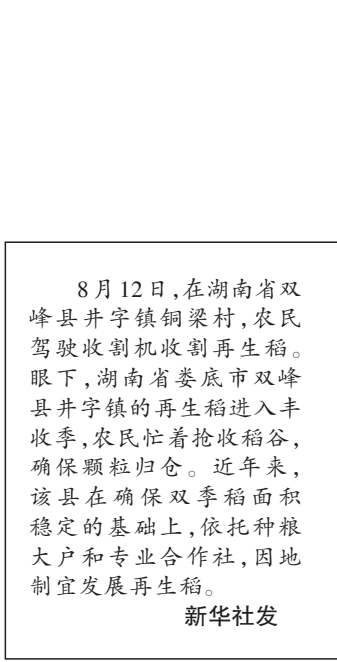 8月12日,在湖南省双
峰县井字镇铜梁村,农民
驾驶收割机收割再生稻。
眼下,湖南省娄底市双峰
县井字镇的再生稻进入丰
收季,农民忙着抢收稻谷,
确保颗粒归仓。近年来,
该县在确保双季稻面积
稳定的基础上,依托种粮
大户和专业合作社,因地
制宜发展再生稻。
新华社发